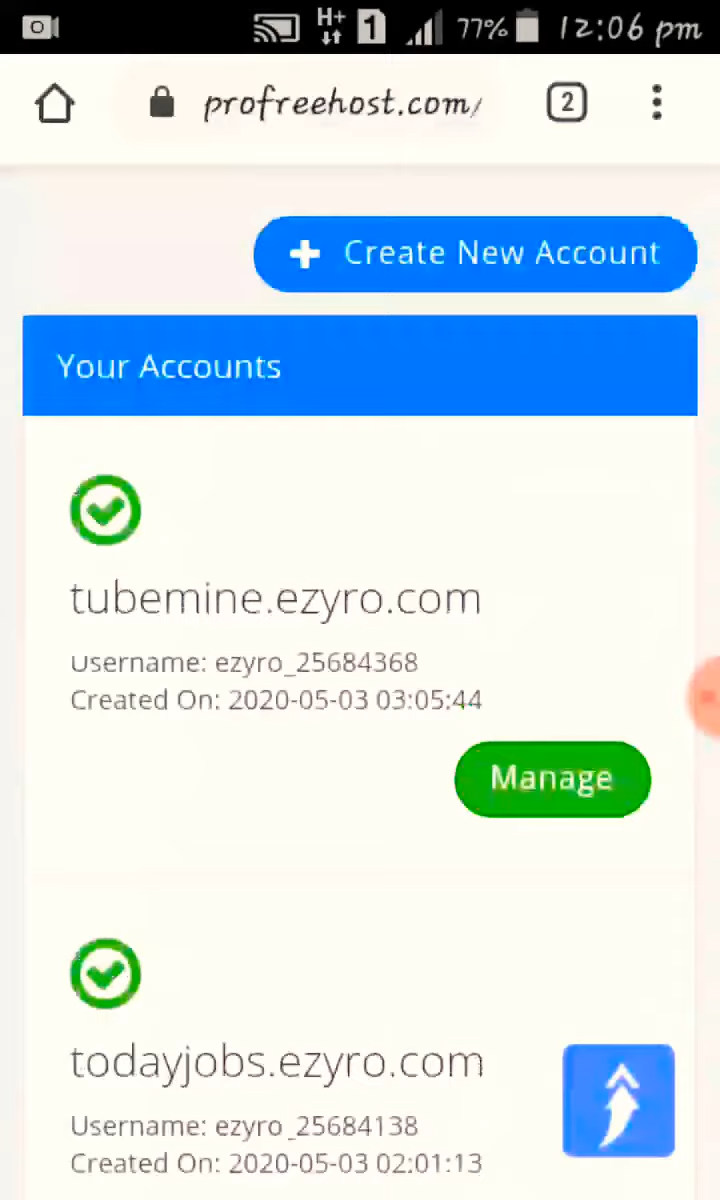 H+ 1 77% 12:06 pm
profreehost.com/ 2
Create New Account
Your Accounts
tubemine.ezyro.com
Username: ezyro_25684368
Created On: 2020-05-03 03:05:44
Manage
todayjobs.ezyro.com
Username: ezyro_25684138
Created On: 2020-05-03 02:01:13